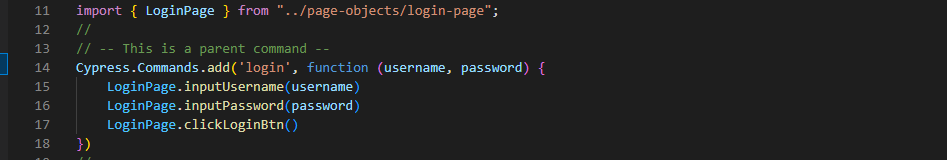 11 import { LoginPage } from "../page-objects/login-page";
12 //
13 // -- This is a parent command --
14 Cypress.Commands.add('login', function (username, password) {
15     LoginPage.inputUsername(username)
16     LoginPage.inputPassword(password)
17     LoginPage.clickLoginBtn()
18 })